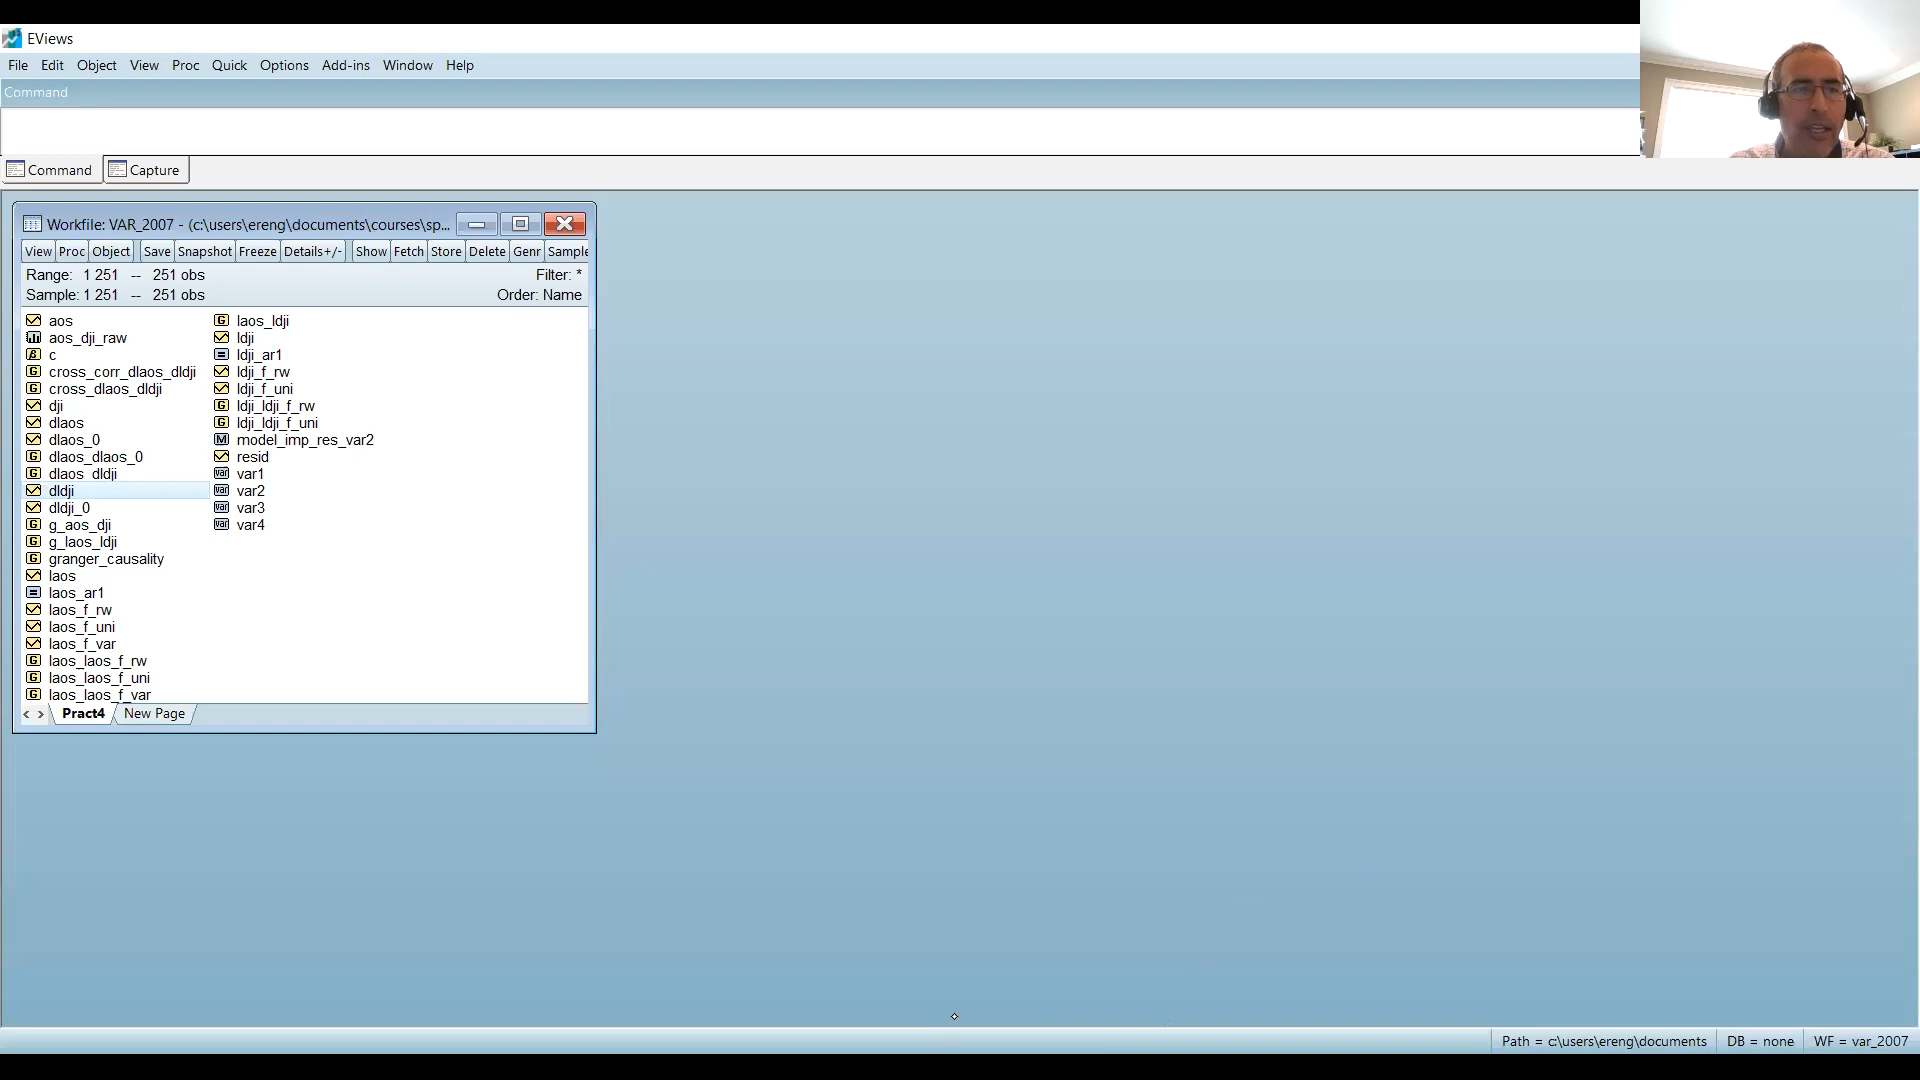 EViews
File Edit Object View Proc Quick Options Add-ins Window Help
Command
Command Capture
Workfile: VAR_2007 - (c:\users\ereng\documents\courses\sp...
View Proc Object Save Snapshot Freeze Details+/- Show Fetch Store Delete Genr Sample
Range: 1 251 -- 251 obs Filter: *
Sample: 1 251 -- 251 obs Order: Name
aos
aos_dji_raw
c
cross_corr_dlaos_dldji
cross_dlaos_dldji
dji
dlaos
dlaos_0
dlaos_dlaos_0
dlaos_dldji
dldji
dldji_0
g_aos_dji
g_laos_ldji
granger_causality
laos
laos_ar1
laos_f_rw
laos_f_uni
laos_f_var
laos_laos_f_rw
laos_laos_f_uni
laos_laos_f_var
laos_ldji
ldji
ldji_ar1
ldji_f_rw
ldji_f_uni
ldji_ldji_f_rw
ldji_ldji_f_uni
model_imp_res_var2
resid
var1
var2
var3
var4
< > Pract4 New Page
Path = c:\users\ereng\documents DB = none WF = var_2007